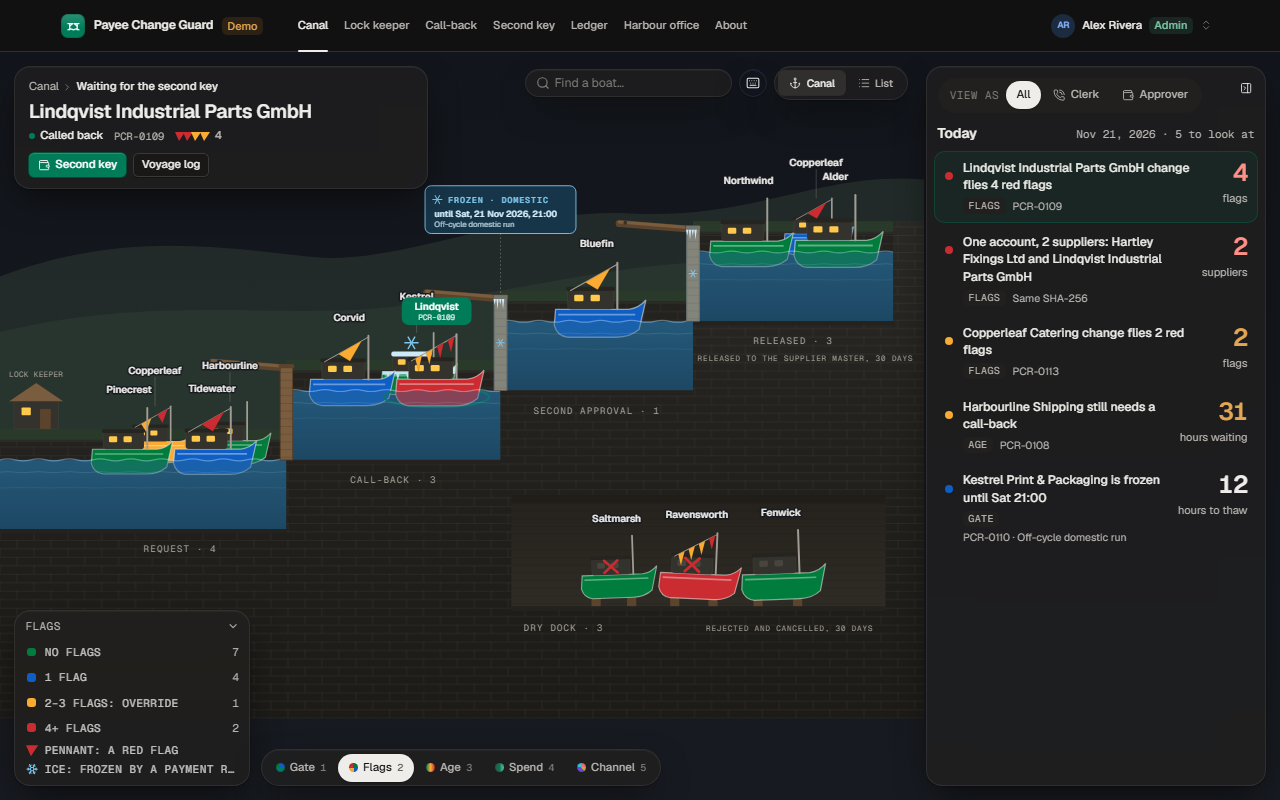 Payee Change Guard
Demo
Canal
Lock keeper
Call-back
Second key
Ledger
Harbour office
About
AR
Alex Rivera
Admin
Canal › Waiting for the second key
Lindqvist Industrial Parts GmbH
Called back
PCR-0109
4
Second key
Voyage log
Find a boat...
Canal
List
VIEW AS
All
Clerk
Approver
Today
Nov 21, 2026 · 5 to look at
Lindqvist Industrial Parts GmbH change flies 4 red flags
4
flags
FLAGS
PCR-0109
One account, 2 suppliers: Hartley Fixings Ltd and Lindqvist Industrial Parts GmbH
2
suppliers
FLAGS
Same SHA-256
Copperleaf Catering change flies 2 red flags
2
flags
FLAGS
PCR-0113
Harbourline Shipping still needs a call-back
31
hours waiting
AGE
PCR-0108
Kestrel Print & Packaging is frozen until Sat 21:00
12
hours to thaw
GATE
PCR-0110 · Off-cycle domestic run
FROZEN · DOMESTIC
until Sat, 21 Nov 2026, 21:00
Off-cycle domestic run
Northwind
Copperleaf
Alder
Bluefin
Kestrel
Lindqvist
PCR-0109
Corvid
LOCK KEEPER
Harbourline
Copperleaf
Pinecrest
Tidewater
RELEASED · 3
RELEASED TO THE SUPPLIER MASTER, 30 DAYS
SECOND APPROVAL · 1
CALL-BACK · 3
REQUEST · 4
Saltmarsh
Ravensworth
Fenwick
DRY DOCK · 3
REJECTED AND CANCELLED, 30 DAYS
FLAGS
NO FLAGS 7
1 FLAG 4
2–3 FLAGS: OVERRIDE 1
4+ FLAGS 2
PENNANT: A RED FLAG
ICE: FROZEN BY A PAYMENT R…
Gate 1
Flags 2
Age 3
Spend 4
Channel 5